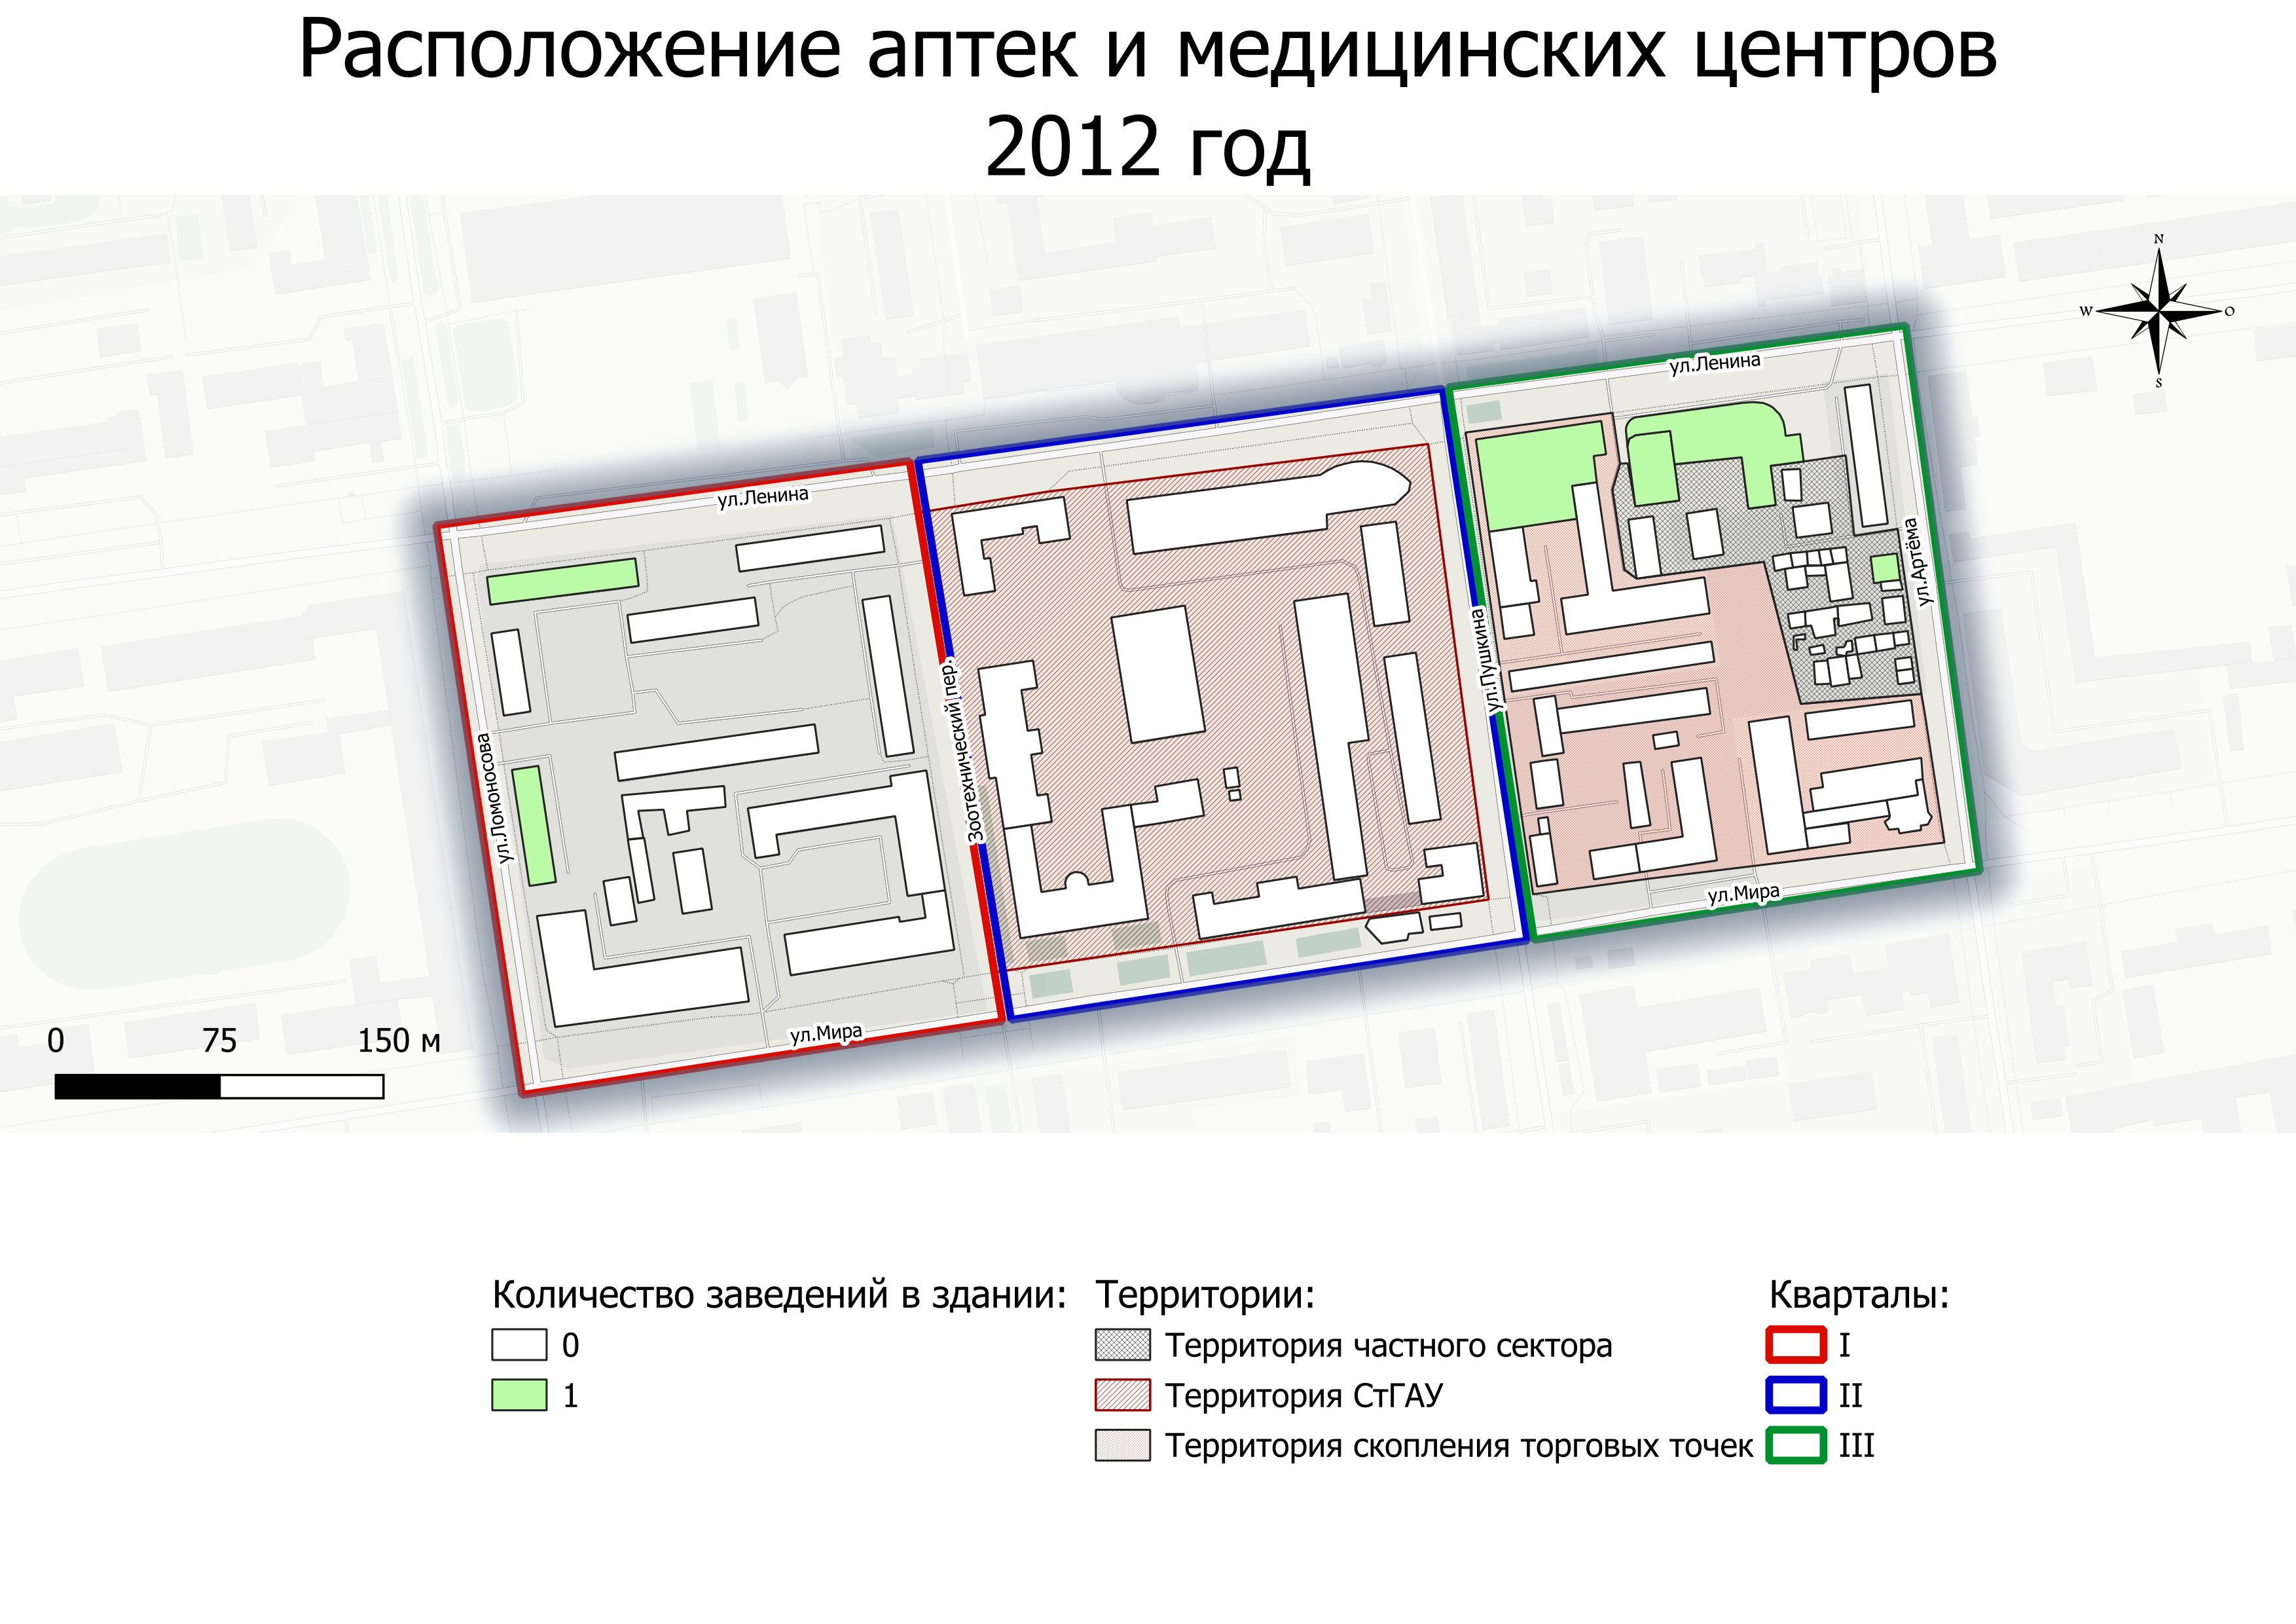 Расположение аптек и медицинских центров
2012 год
N
W
O
S
ул.Ленина
ул.Ленина
ул.Артёма
ул.Пушкина
Зоотехнический пер.
ул.Ломоносова
ул.Мира
ул.Мира
0 75 150 м
Количество заведений в здании:
0
1
Территории:
Территория частного сектора
Территория СтГАУ
Территория скопления торговых точек
Кварталы:
I
II
III